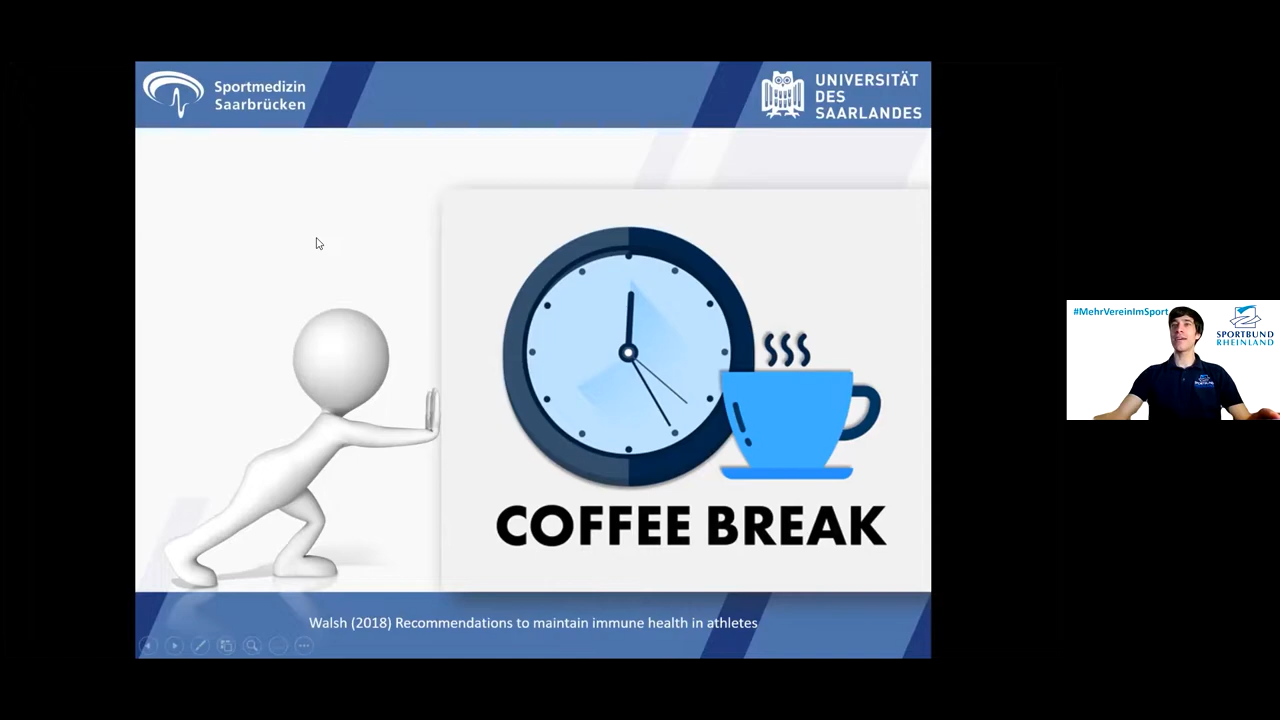 Sportmedizin
Saarbrücken
UNIVERSITÄT
DES
SAARLANDES
COFFEE BREAK
Walsh (2018) Recommendations to maintain immune health in athletes
#MehrVereinImSport
SPORTBUND
RHEINLAND